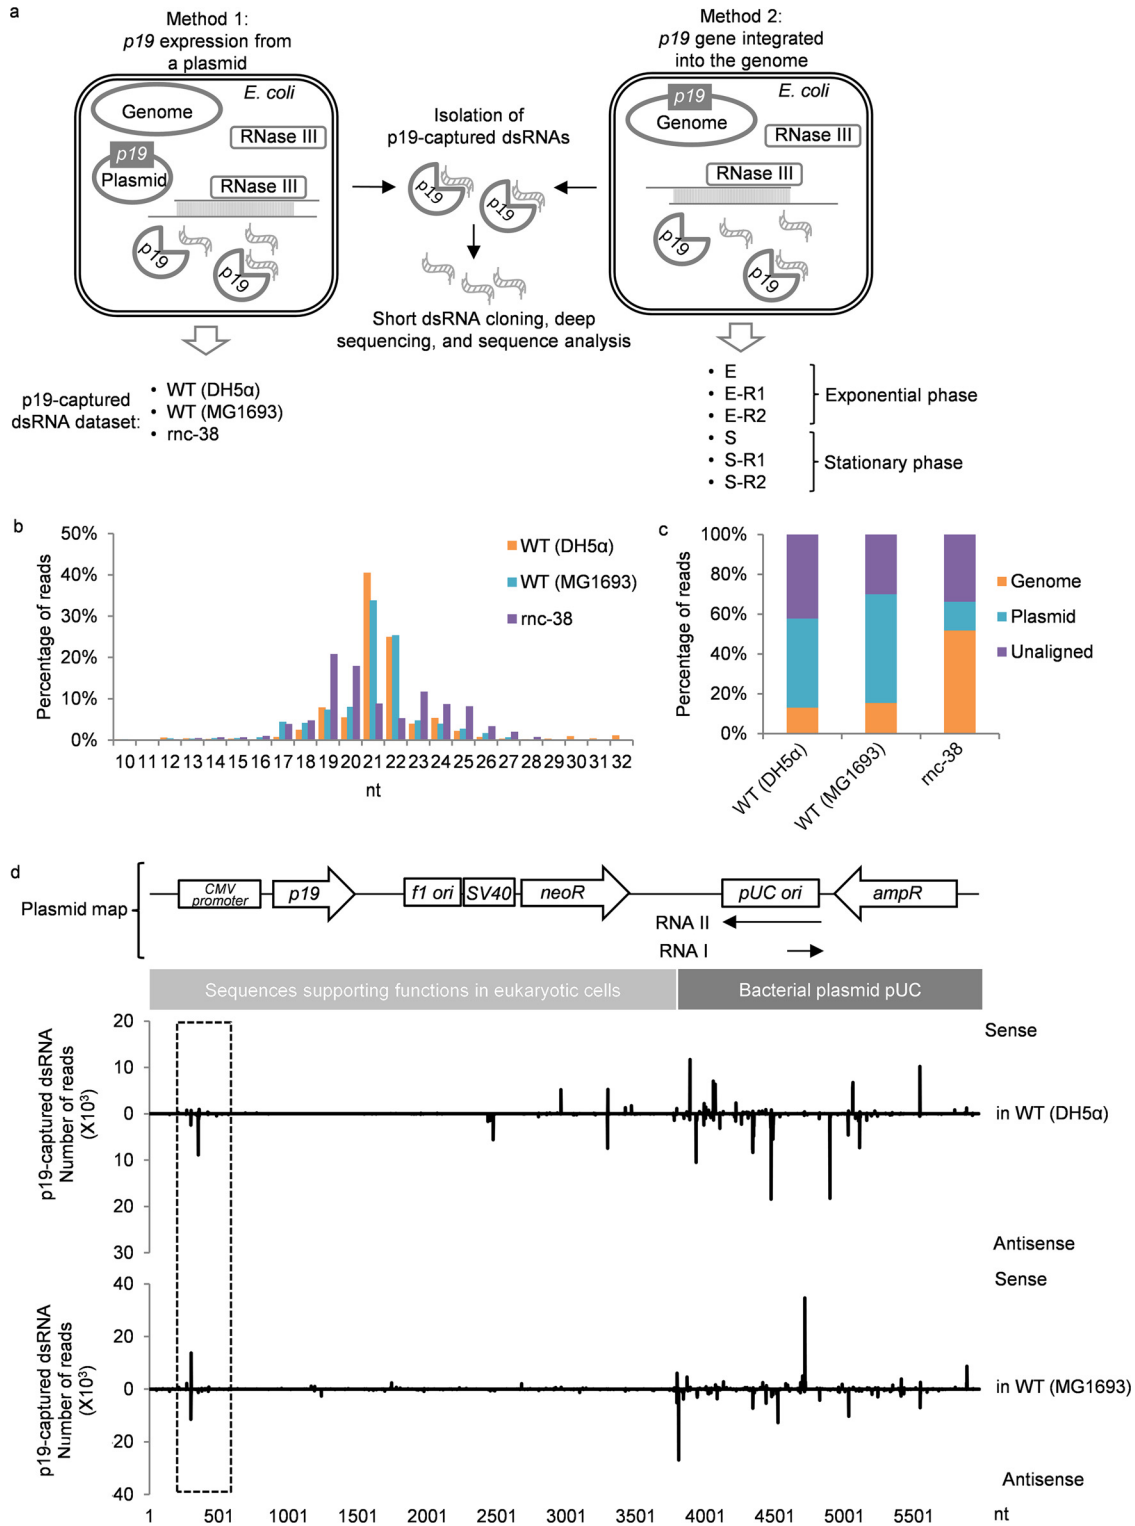 a
Method 1:
p19 expression from
a plasmid
Method 2:
p19 gene integrated
into the genome
E. coli
Genome
RNase III
p19
Plasmid
RNase III
p19
p19
Isolation of
p19-captured dsRNAs
p19
p19
Short dsRNA cloning, deep
sequencing, and sequence analysis
E. coli
p19
Genome
RNase III
RNase III
p19
p19
p19-captured
dsRNA dataset:
• WT (DH5α)
• WT (MG1693)
• rnc-38
• E
• E-R1
• E-R2
Exponential phase
• S
• S-R1
• S-R2
Stationary phase
b
Percentage of reads
50%
40%
30%
20%
10%
0%
WT (DH5α)
WT (MG1693)
rnc-38
10 11 12 13 14 15 16 17 18 19 20 21 22 23 24 25 26 27 28 29 30 31 32
nt
c
Percentage of reads
100%
80%
60%
40%
20%
0%
Genome
Plasmid
Unaligned
WT (DH5α)
WT (MG1693)
rnc-38
d
Plasmid map
CMV
promoter
p19
f1 ori
SV40
neoR
pUC ori
ampR
RNA II
RNA I
Sequences supporting functions in eukaryotic cells
Bacterial plasmid pUC
p19-captured dsRNA
Number of reads
(X10³)
20
10
0
10
20
30
Sense
in WT (DH5α)
Antisense
p19-captured dsRNA
Number of reads
(X10³)
40
20
0
20
40
Sense
in WT (MG1693)
Antisense
1 501 1001 1501 2001 2501 3001 3501 4001 4501 5001 5501 nt